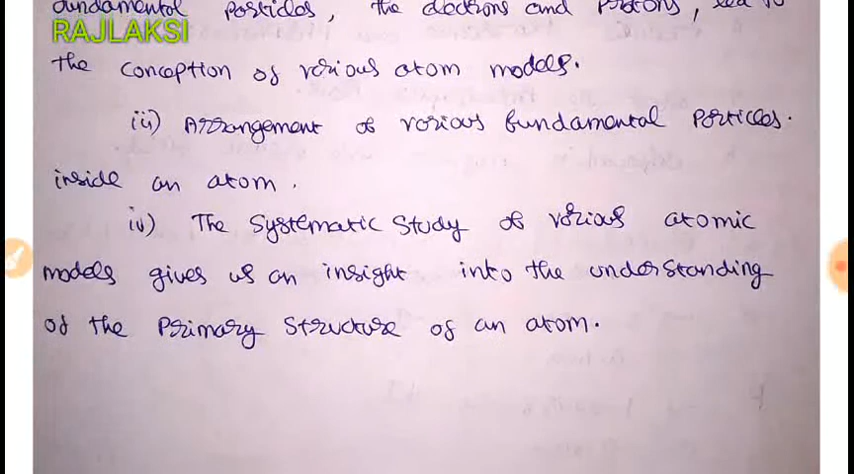 fundamental particles, the electrons and protons, led to
RAJLAKSI
the conception of various atom models.
iii) Arrangement of various fundamental particles.
inside an atom.
iv) The Systematic Study of various atomic
models gives us an insight into the understanding
of the Primary Structure of an atom.